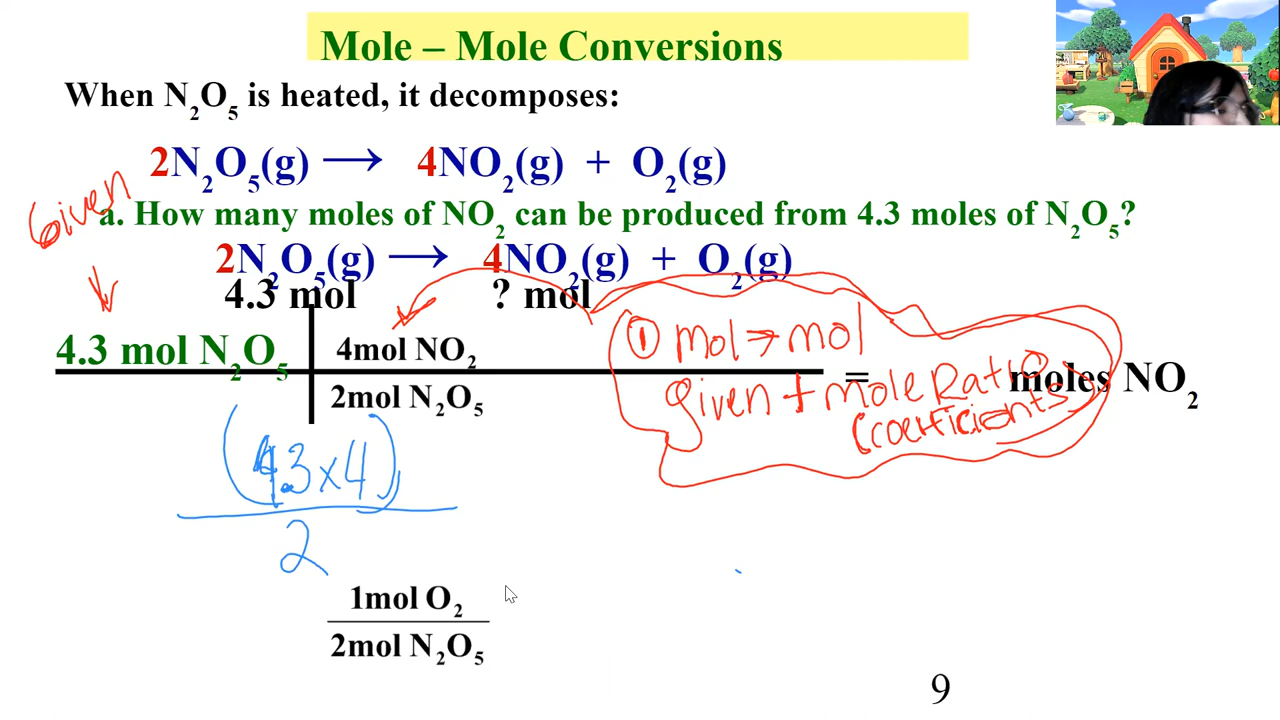 Mole – Mole Conversions
When N₂O₅ is heated, it decomposes:
2N₂O₅(g) → 4NO₂(g) + O₂(g)
Given
a. How many moles of NO₂ can be produced from 4.3 moles of N₂O₅?
2N₂O₅(g) → 4NO₂(g) + O₂(g)
4.3 mol ? mol
① mol → mol
4.3 mol N₂O₅ 4mol NO₂
= moles NO₂
2mol N₂O₅
given + mole Ratio
(coefficients)
(4.3 x 4)
2
1mol O₂
2mol N₂O₅
9